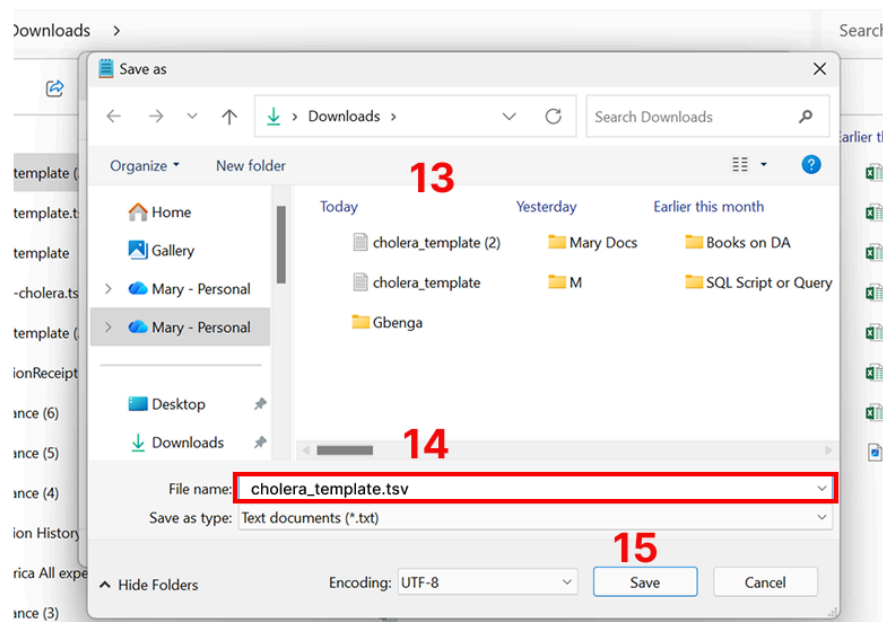 Downloads >
Search
Save as
Downloads >
Search Downloads
Organize
New folder
13
Earlier th
template (
template.t
template
-cholera.ts
template (
ionReceipt
ance (6)
ance (5)
ance (4)
ion History
rica All expe
ance (3)
Home
Gallery
Mary - Personal
Mary - Personal
Desktop
Downloads
Today
Yesterday
Earlier this month
cholera_template (2)
Mary Docs
Books on DA
cholera_template
M
SQL Script or Query
Gbenga
14
File name: cholera_template.tsv
Save as type: Text documents (*.txt)
15
Hide Folders
Encoding: UTF-8
Save
Cancel